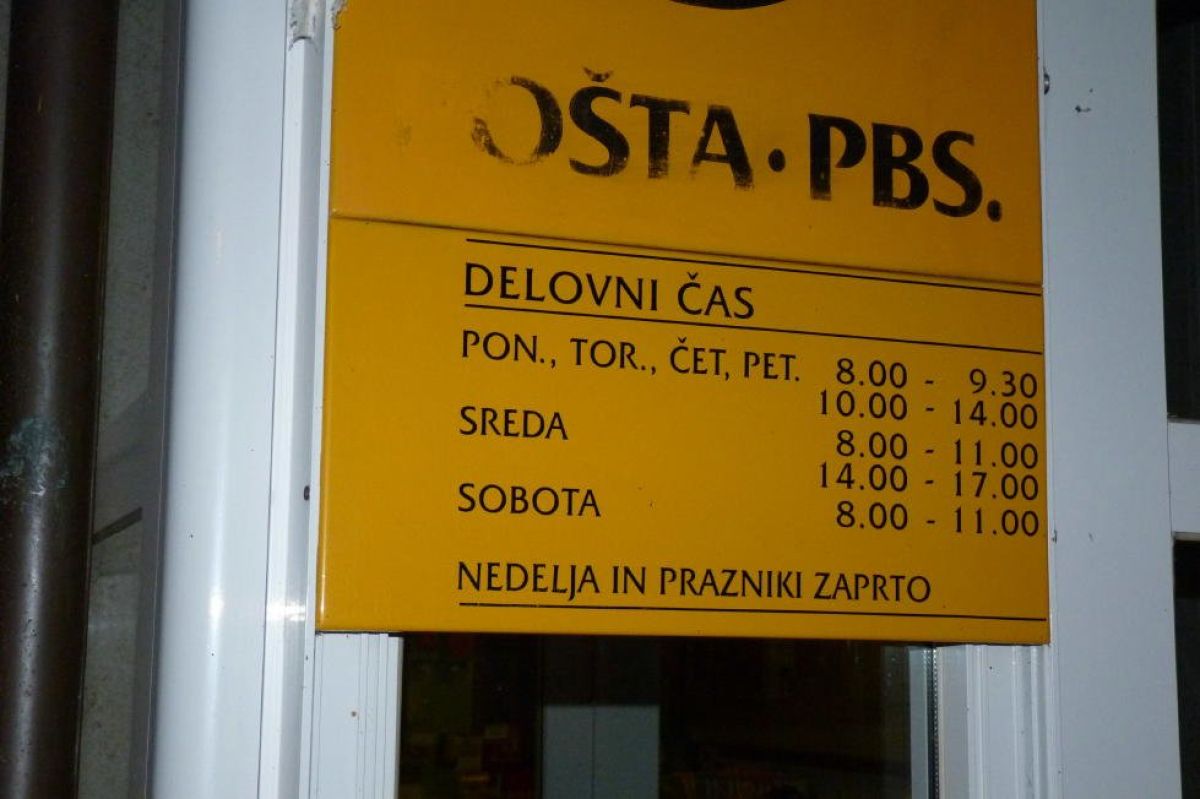 OŠTA · PBS.
DELOVNI ČAS
PON., TOR., ČET, PET. 8.00 - 9.30
10.00 - 14.00
SREDA 8.00 - 11.00
14.00 - 17.00
SOBOTA 8.00 - 11.00
NEDELJA IN PRAZNIKI ZAPRTO